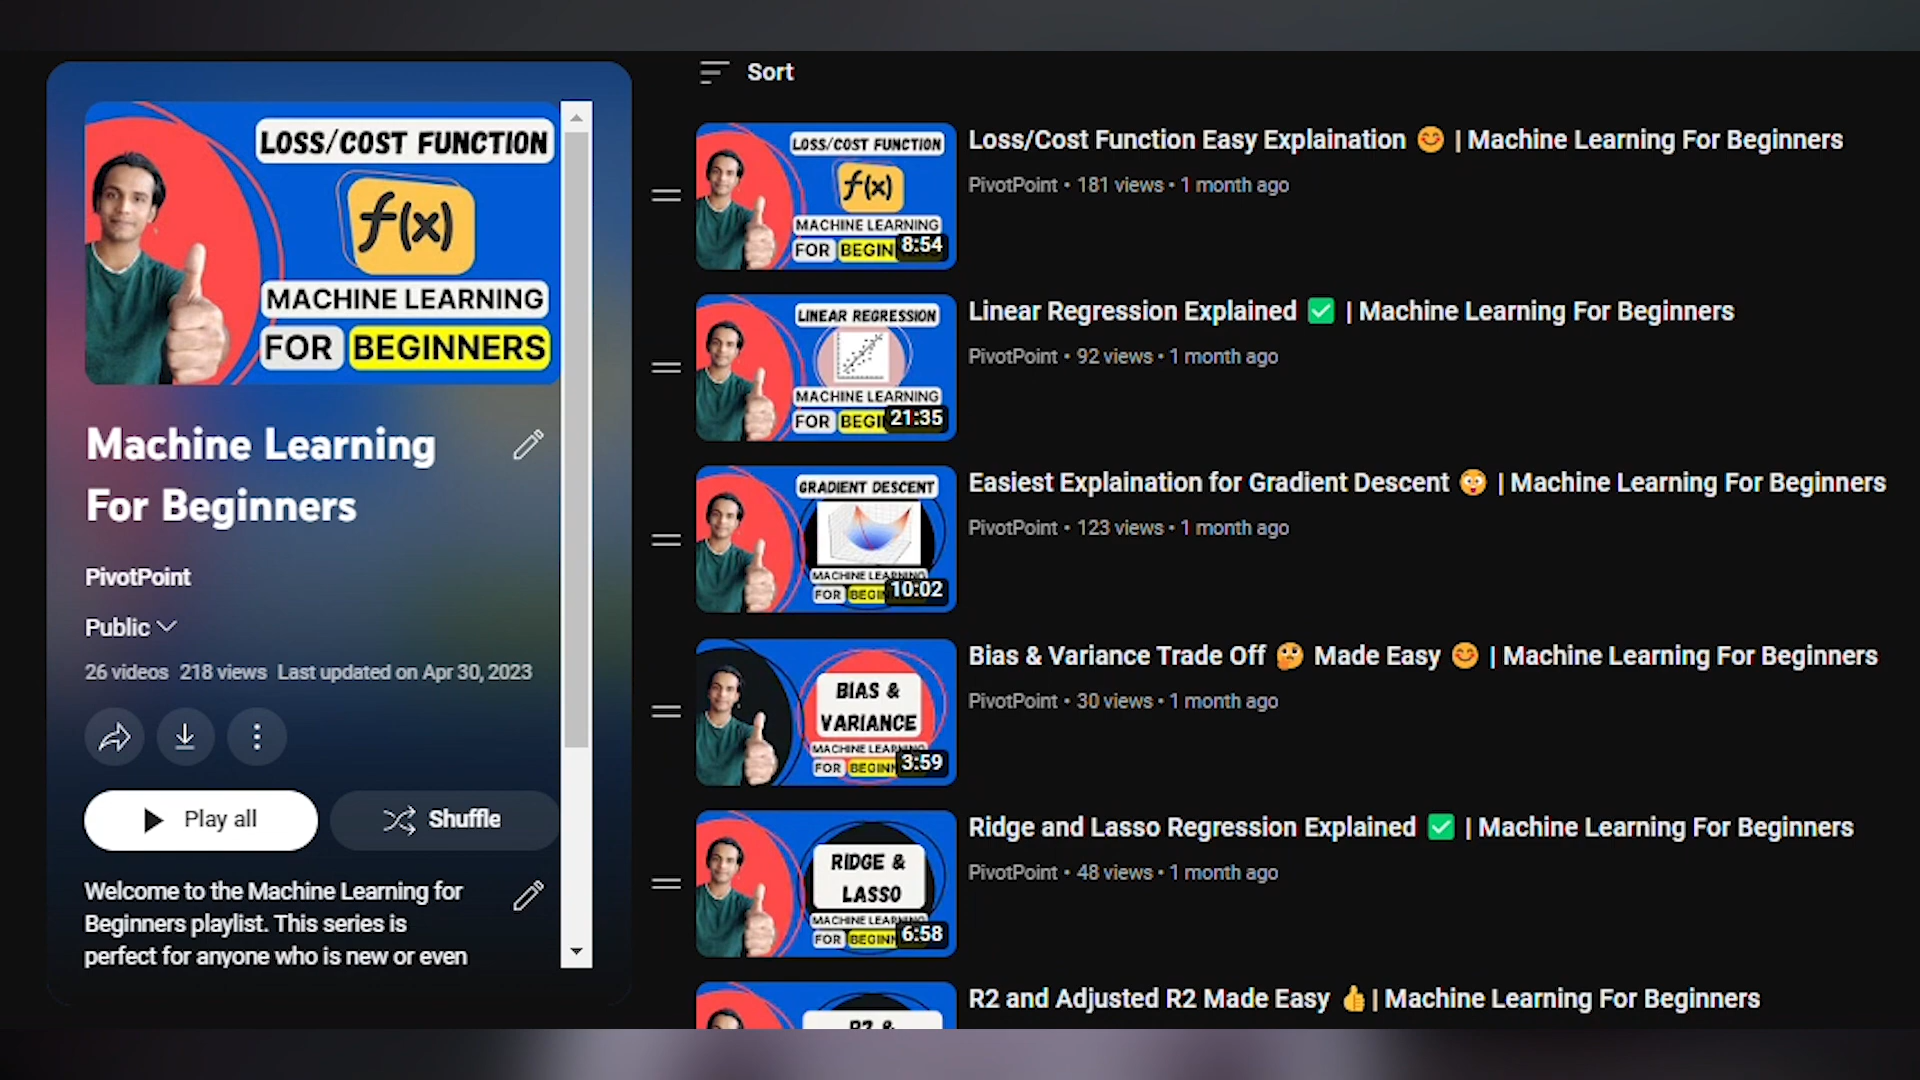 LOSS/COST FUNCTION
f(x)
MACHINE LEARNING
FOR BEGINNERS
Machine Learning
For Beginners
PivotPoint
Public
26 videos 218 views Last updated on Apr 30, 2023
Play all
Shuffle
Welcome to the Machine Learning for
Beginners playlist. This series is
perfect for anyone who is new or even
Sort
LOSS/COST FUNCTION
f(x)
MACHINE LEARNING
FOR BEGIN
8:54
Loss/Cost Function Easy Explaination 😊 | Machine Learning For Beginners
PivotPoint • 181 views • 1 month ago
LINEAR REGRESSION
MACHINE LEARNING
FOR BEGI
21:35
Linear Regression Explained ✅ | Machine Learning For Beginners
PivotPoint • 92 views • 1 month ago
GRADIENT DESCENT
MACHINE LEARNING
FOR BEGI
10:02
Easiest Explaination for Gradient Descent 😳 | Machine Learning For Beginners
PivotPoint • 123 views • 1 month ago
BIAS &
VARIANCE
MACHINE LEARNING
FOR BEGINN
3:59
Bias & Variance Trade Off 🤔 Made Easy 😊 | Machine Learning For Beginners
PivotPoint • 30 views • 1 month ago
RIDGE &
LASSO
MACHINE LEARNING
FOR BEGINN
6:58
Ridge and Lasso Regression Explained ✅ | Machine Learning For Beginners
PivotPoint • 48 views • 1 month ago
R2 &
R2 and Adjusted R2 Made Easy 👍 | Machine Learning For Beginners